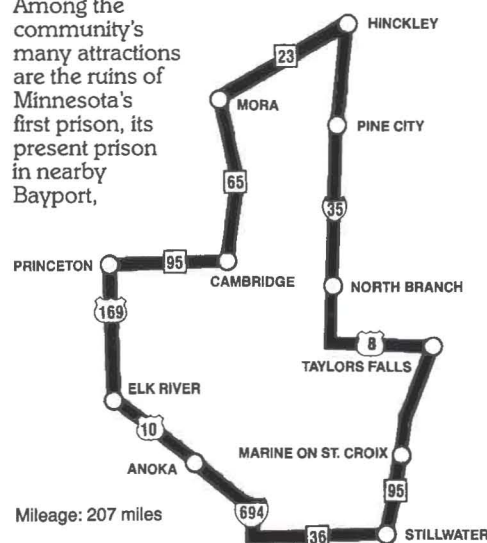 Among the
community's
many attractions
are the ruins of
Minnesota's
first prison, its
present prison
in nearby
Bayport,
HINCKLEY
23
MORA
PINE CITY
65
35
PRINCETON
95
CAMBRIDGE
NORTH BRANCH
169
8
TAYLORS FALLS
ELK RIVER
10
MARINE ON ST. CROIX
ANOKA
95
Mileage: 207 miles
694
36
STILLWATER